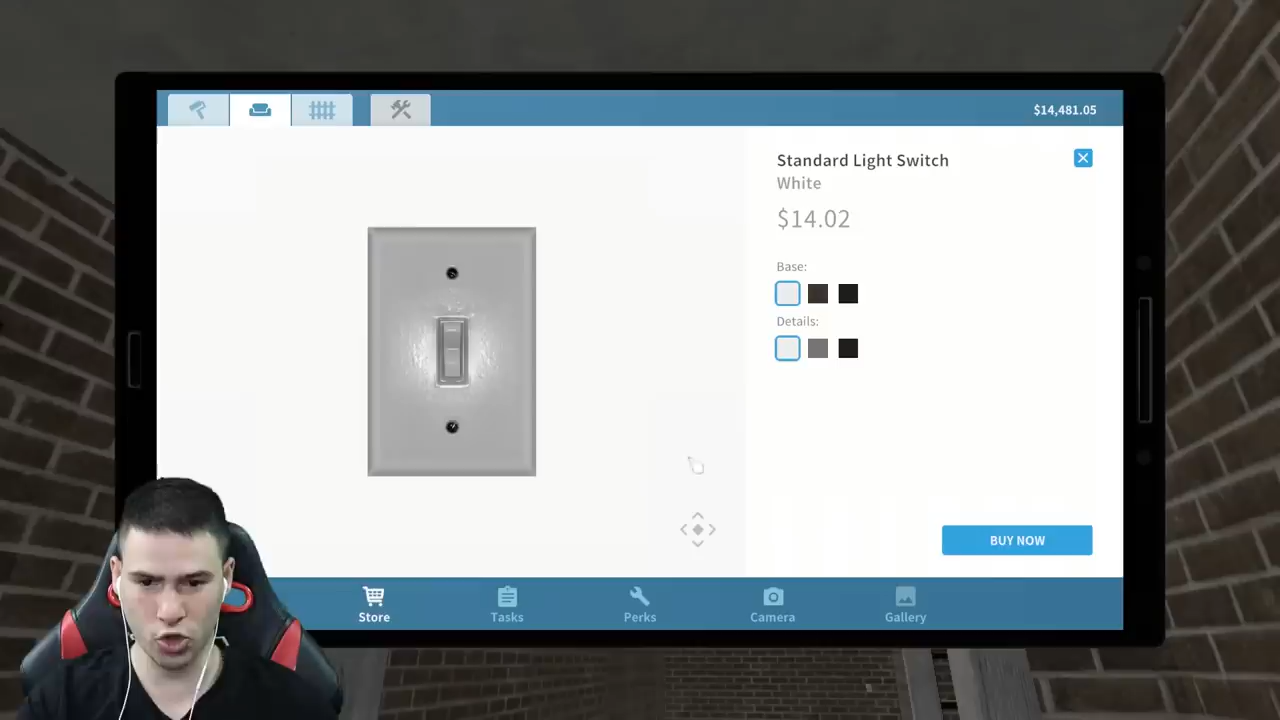 $14,481.05
Standard Light Switch
White
$14.02
Base:
Details:
BUY NOW
Store
Tasks
Perks
Camera
Gallery